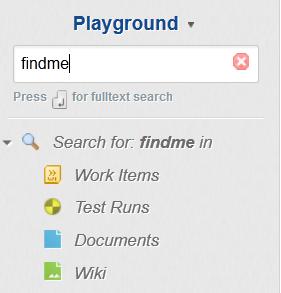 Playground
findme
Press for fulltext search
Search for: findme in
Work Items
Test Runs
Documents
Wiki